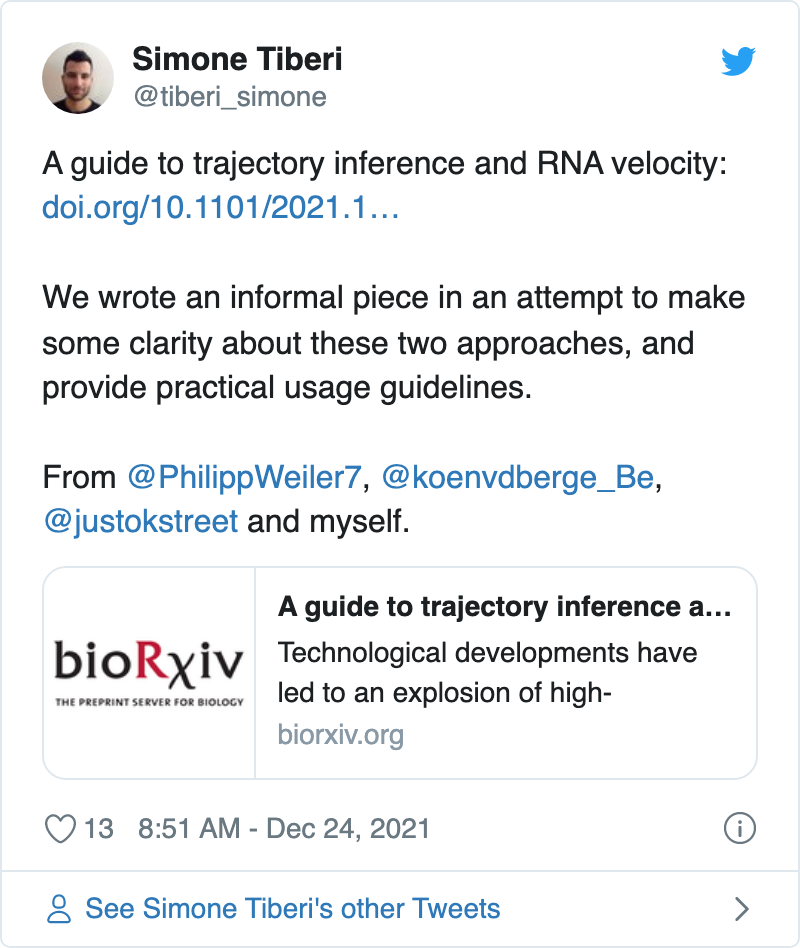 Simone Tiberi
@tiberi_simone
A guide to trajectory inference and RNA velocity:
doi.org/10.1101/2021.1…
We wrote an informal piece in an attempt to make
some clarity about these two approaches, and
provide practical usage guidelines.
From @PhilippWeiler7, @koenvdberge_Be,
@justokstreet and myself.
bioRxiv
THE PREPRINT SERVER FOR BIOLOGY
A guide to trajectory inference a…
Technological developments have
led to an explosion of high-
biorxiv.org
13 8:51 AM - Dec 24, 2021
See Simone Tiberi's other Tweets